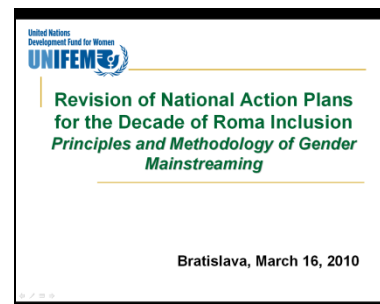 United Nations
Development Fund for Women
UNIFEM
Revision of National Action Plans
for the Decade of Roma Inclusion
Principles and Methodology of Gender
Mainstreaming
Bratislava, March 16, 2010